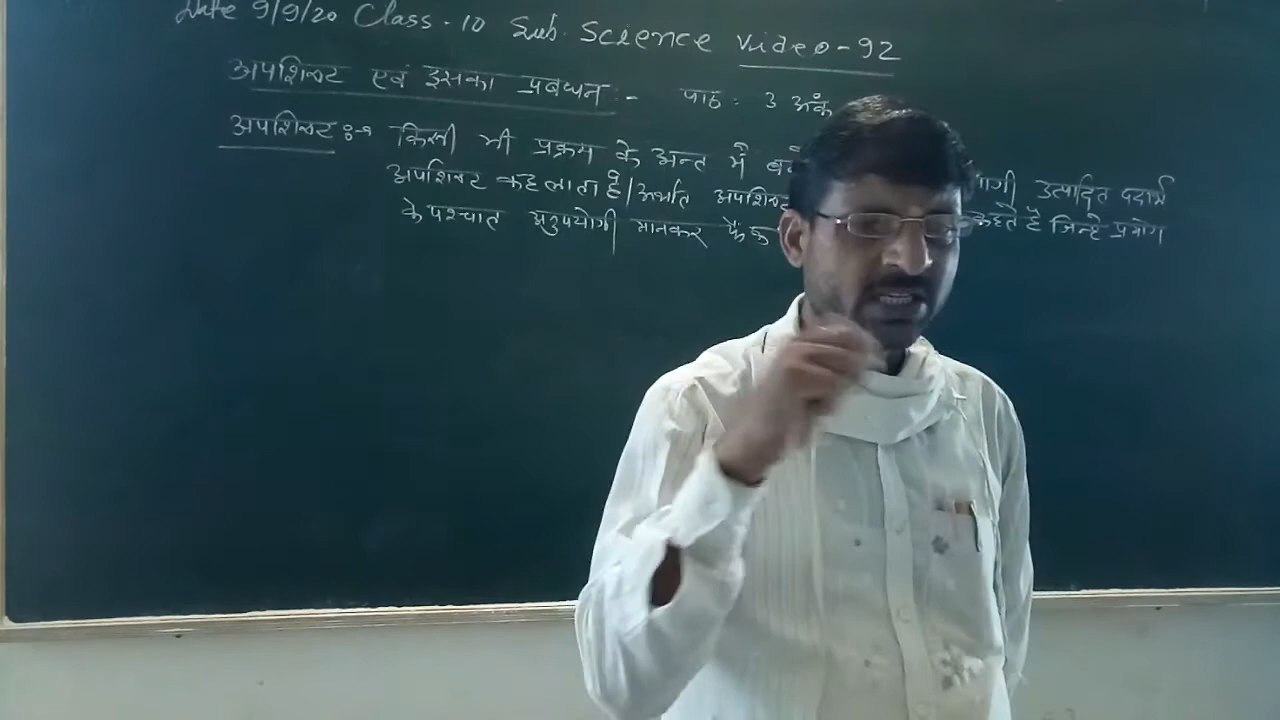 Date 9/9/20 Class-10 Sub. Science Video-92
अपशिष्ट एवं इसका प्रबन्धन :- पाठ : 3 अंक
अपशिष्ट :-> किसी भी प्रक्रम के अन्त में उत्पादित पदार्थ
अपशिष्ट कहलाता है/अर्थात अपशिष्ट कहते है जिन्हे प्रयोग
के पश्चात अनुपयोगी मानकर